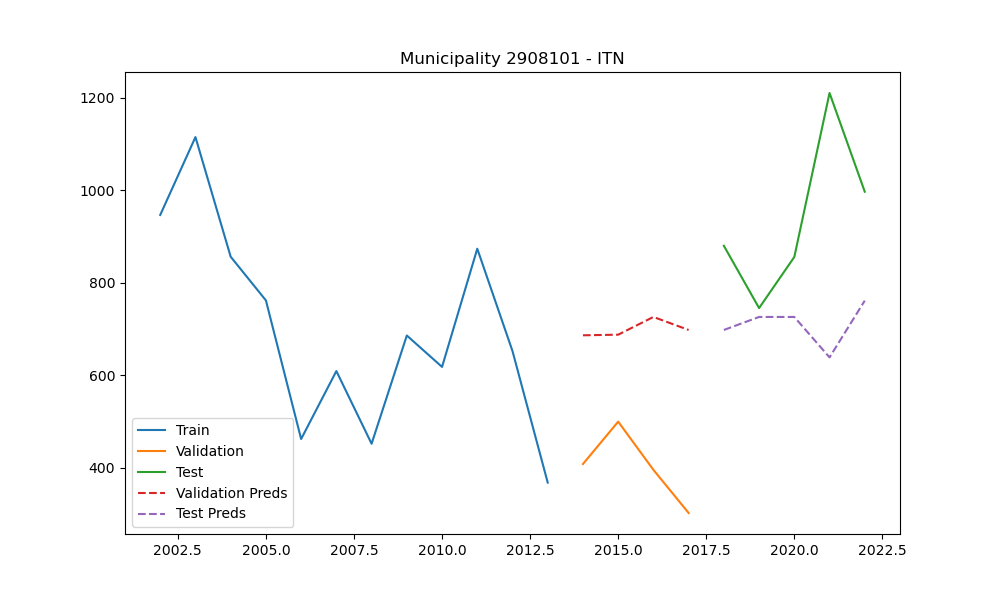 Municipality 2908101 - ITN
1200
1000
800
600
400
Train
Validation
Test
Validation Preds
Test Preds
2002.5 2005.0 2007.5 2010.0 2012.5 2015.0 2017.5 2020.0 2022.5